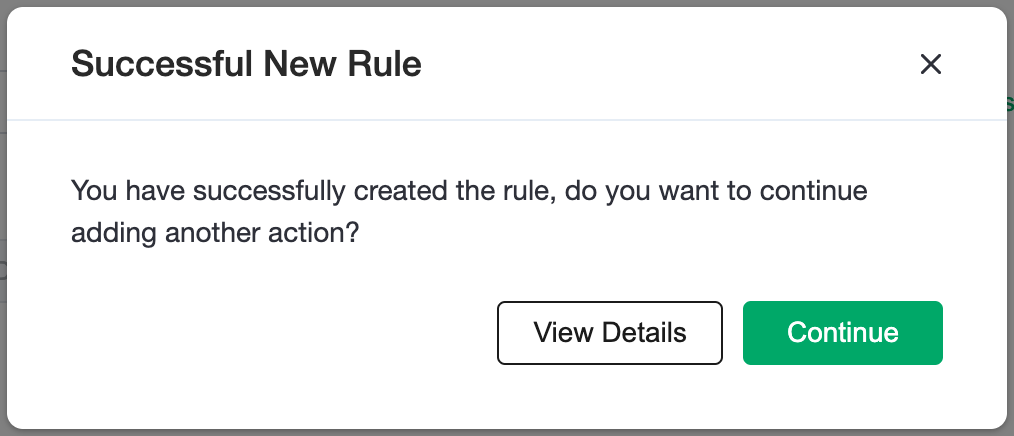 Successful New Rule
You have successfully created the rule, do you want to continue
adding another action?
View Details
Continue